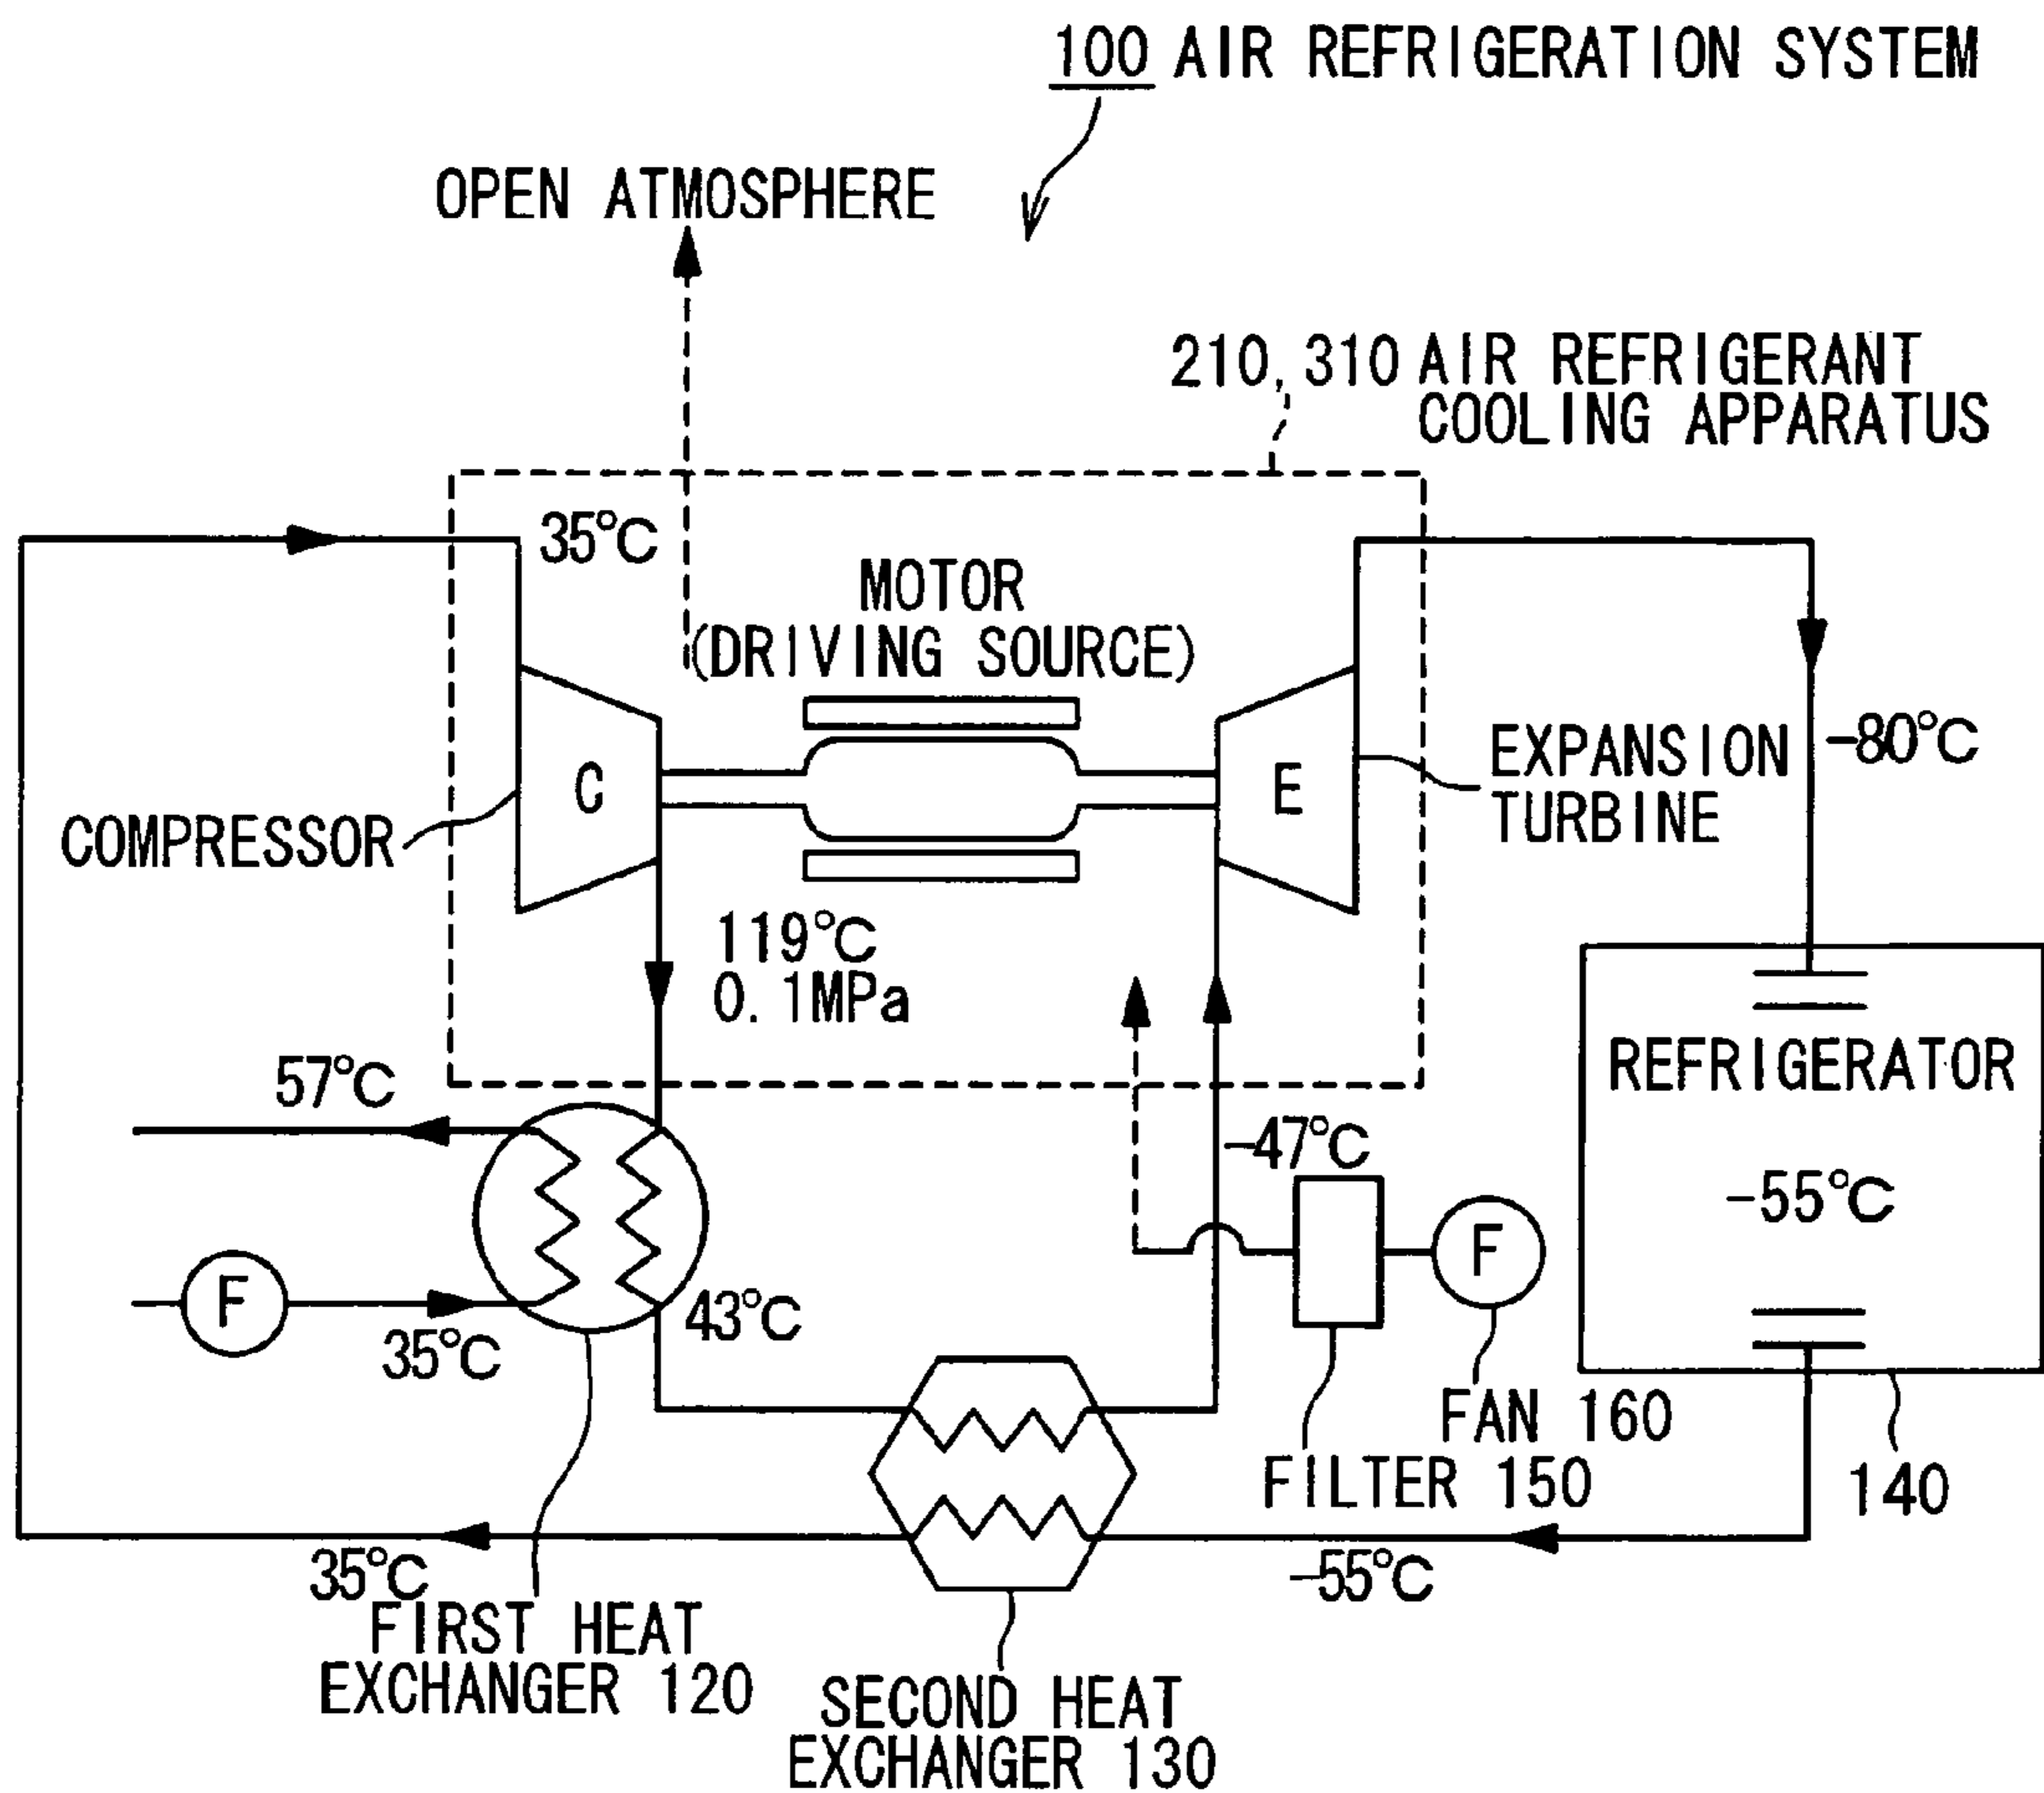 100 AIR REFRIGERATION SYSTEM
OPEN ATMOSPHERE
210, 310 AIR REFRIGERANT
COOLING APPARATUS
35°C
MOTOR
(DRIVING SOURCE)
C
E
EXPANSION
TURBINE
-80°C
COMPRESSOR
119°C
0. 1MPa
REFRIGERATOR
-55°C
57°C
-47°C
F
F
35°C
43°C
FAN 160
FILTER 150
140
35°C
-55°C
FIRST HEAT
EXCHANGER 120
SECOND HEAT
EXCHANGER 130